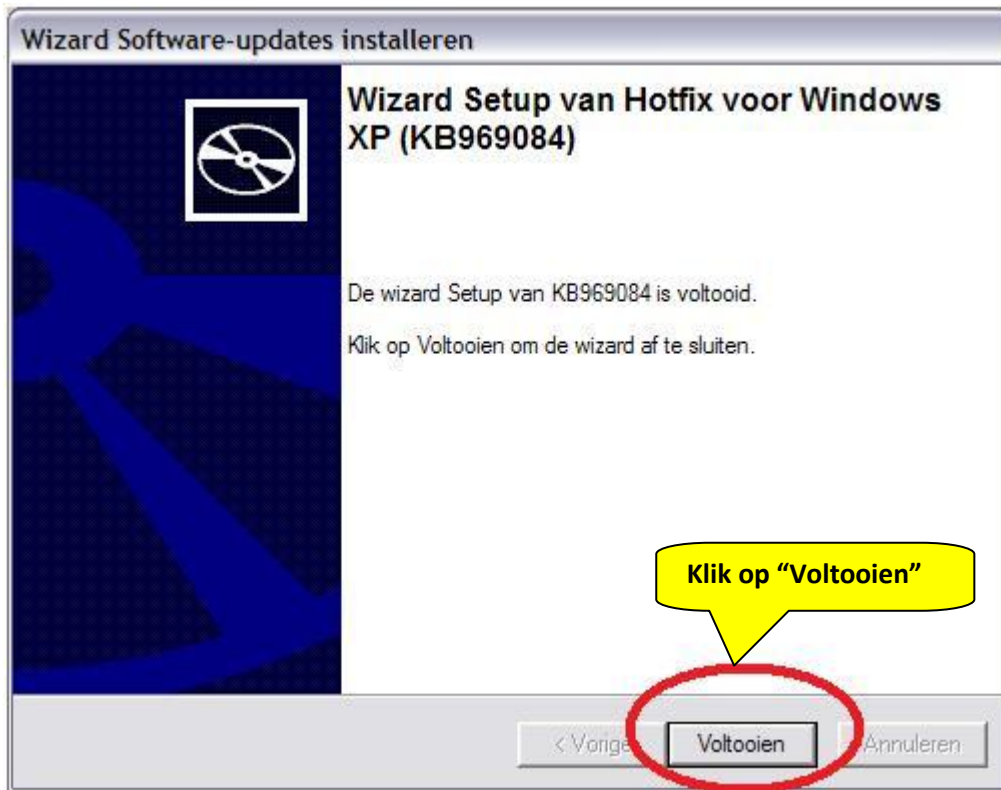 Wizard Software-updates installeren
Wizard Setup van Hotfix voor Windows
XP (KB969084)
De wizard Setup van KB969084 is voltooid.
Klik op Voltooien om de wizard af te sluiten.
Klik op “Voltooien”
< Vorige
Voltooien
Annuleren